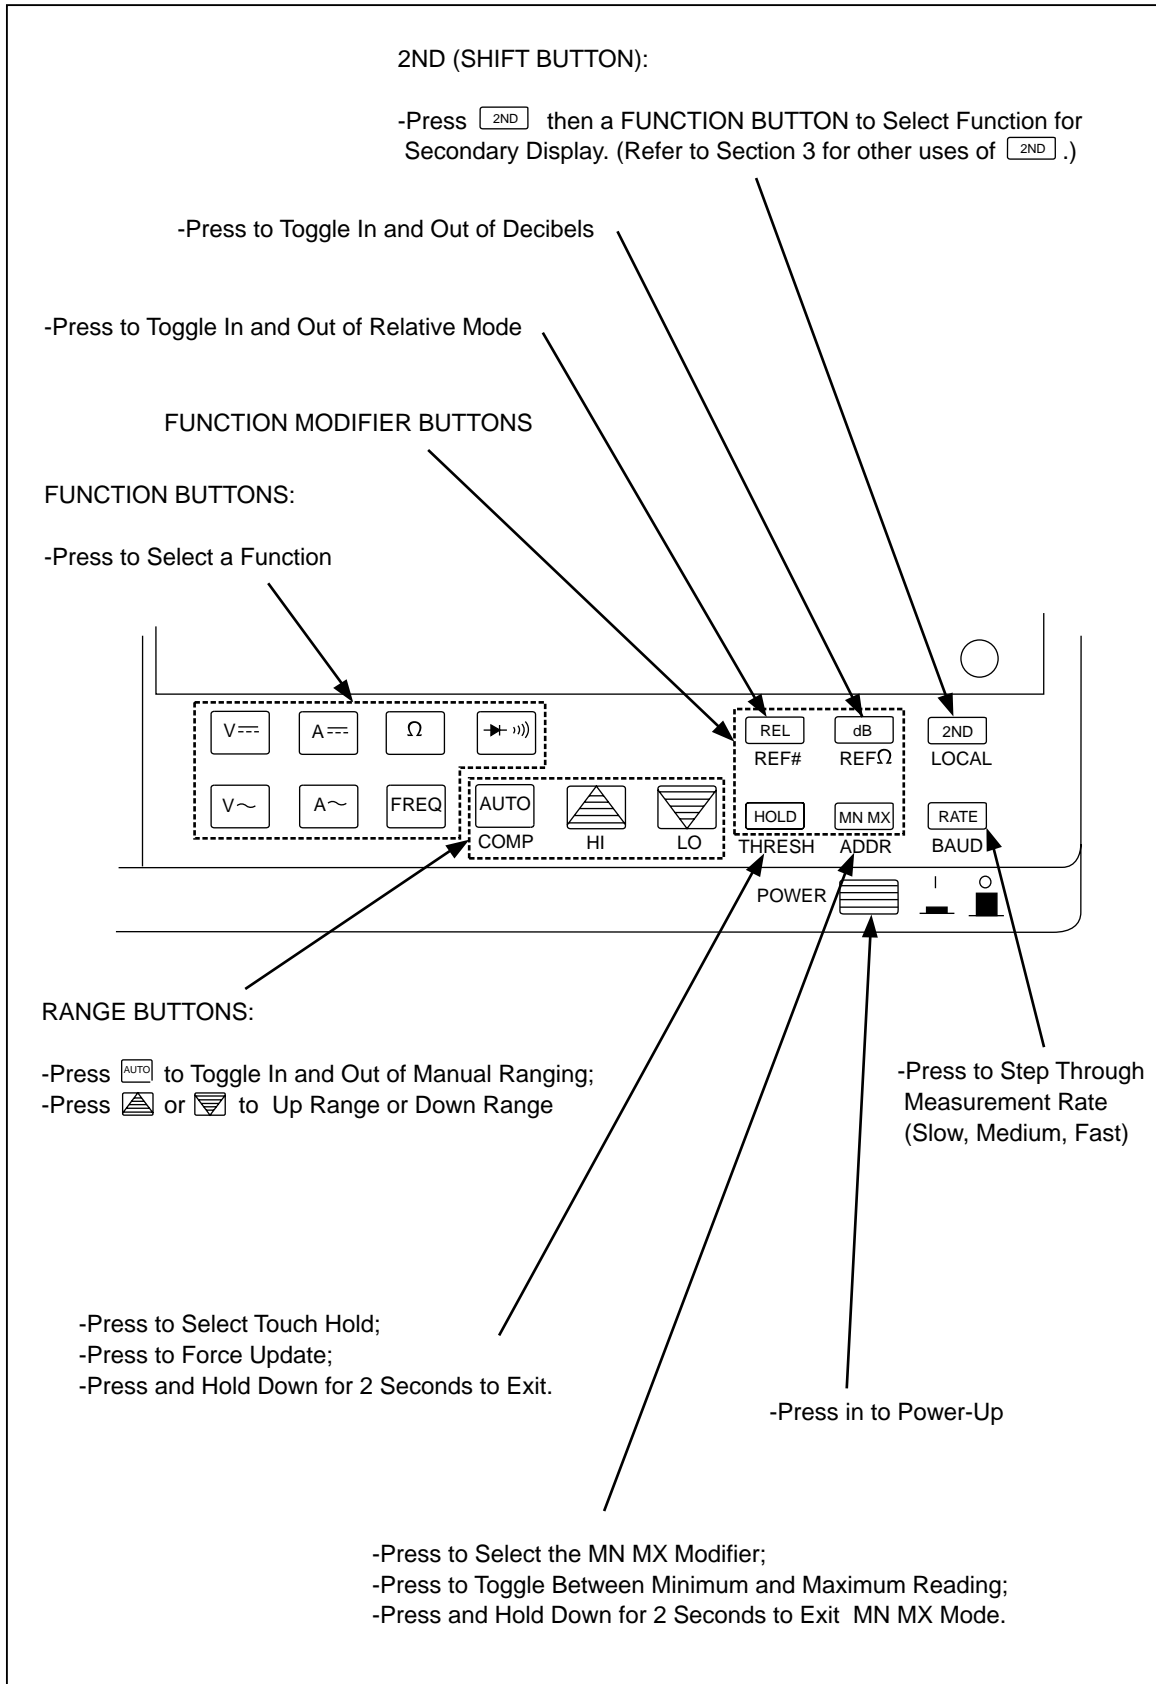 2ND (SHIFT BUTTON):
-Press 2ND then a FUNCTION BUTTON to Select Function for
Secondary Display. (Refer to Section 3 for other uses of 2ND .)
-Press to Toggle In and Out of Decibels
-Press to Toggle In and Out of Relative Mode
FUNCTION MODIFIER BUTTONS
FUNCTION BUTTONS:
-Press to Select a Function
V⎓ A⎓ Ω REL dB 2ND
REF# REFΩ LOCAL
V~ A~ FREQ AUTO HOLD MN MX RATE
COMP HI LO THRESH ADDR BAUD
POWER I O
RANGE BUTTONS:
-Press AUTO to Toggle In and Out of Manual Ranging;
-Press or to Up Range or Down Range
-Press to Step Through
Measurement Rate
(Slow, Medium, Fast)
-Press to Select Touch Hold;
-Press to Force Update;
-Press and Hold Down for 2 Seconds to Exit.
-Press in to Power-Up
-Press to Select the MN MX Modifier;
-Press to Toggle Between Minimum and Maximum Reading;
-Press and Hold Down for 2 Seconds to Exit MN MX Mode.